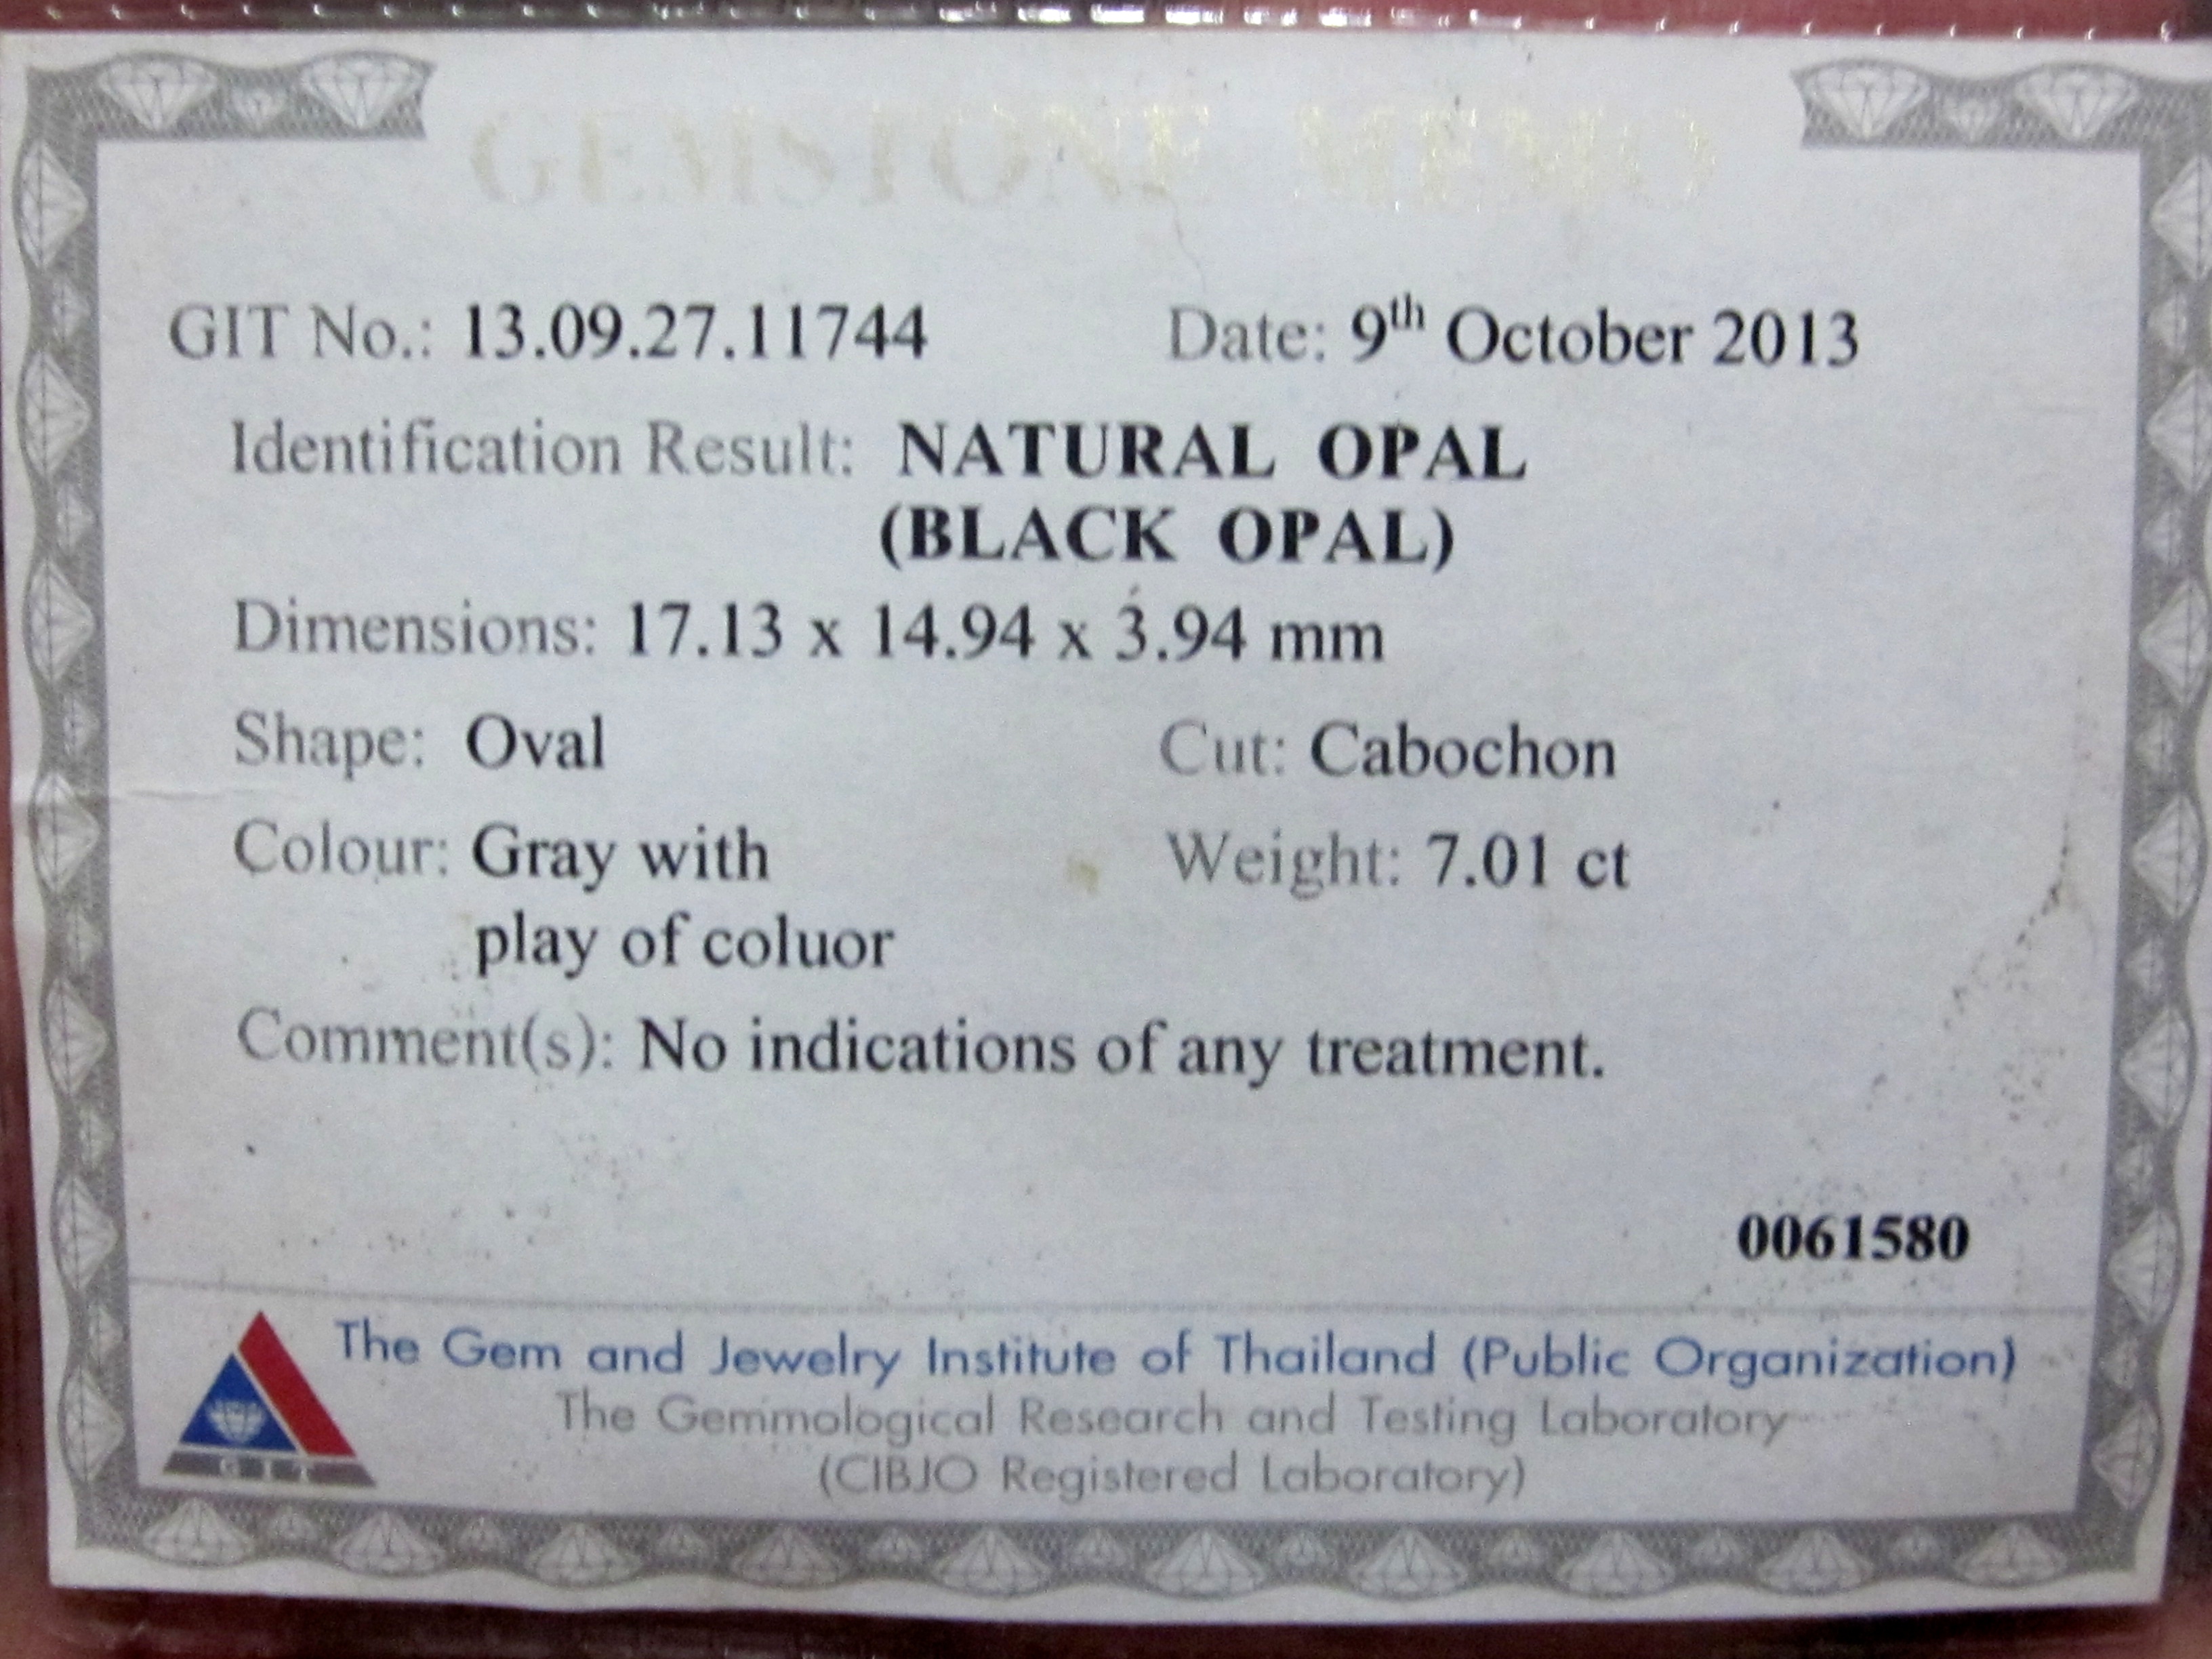 GEMSTONE MEMO
GIT No.: 13.09.27.11744 Date: 9th October 2013
Identification Result: NATURAL OPAL
(BLACK OPAL)
Dimensions: 17.13 x 14.94 x 3.94 mm
Shape: Oval Cut: Cabochon
Colour: Gray with Weight: 7.01 ct
play of coluor
Comment(s): No indications of any treatment.
0061580
The Gem and Jewelry Institute of Thailand (Public Organization)
The Gemmological Research and Testing Laboratory
(CIBJO Registered Laboratory)
GIT